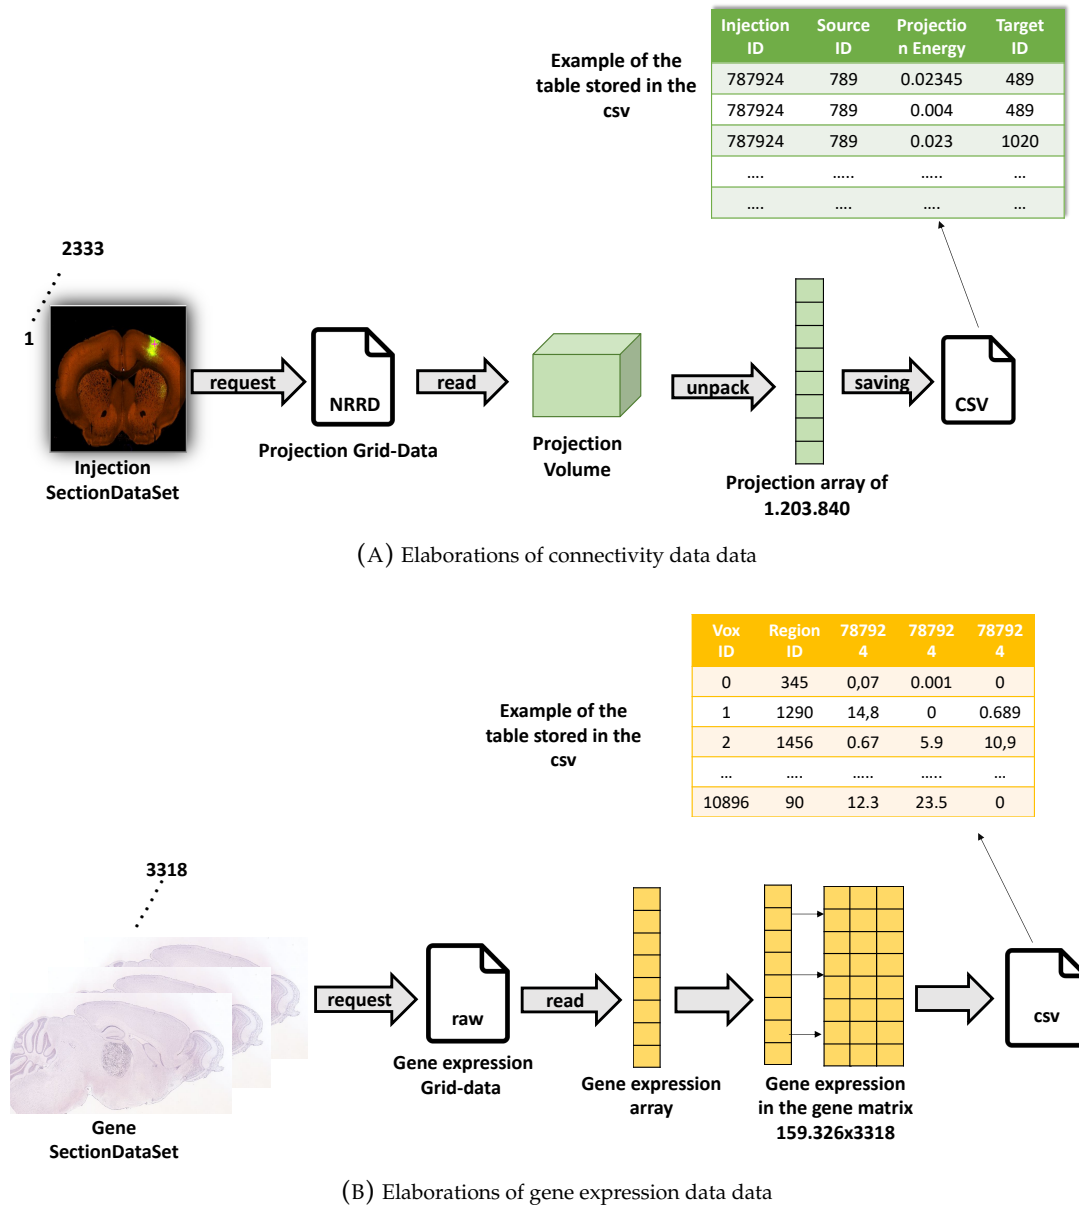 Injection Source Projectio Target
ID ID n Energy ID
787924 789 0.02345 489
787924 789 0.004 489
787924 789 0.023 1020
.... ..... ..... ...
.... .... .... ...
Example of the
table stored in the
csv
2333
1
request
NRRD
read
unpack
saving
CSV
Projection Grid-Data
Projection
Volume
Injection
SectionDataSet
Projection array of
1.203.840
(A) Elaborations of connectivity data data
Vox Region 78792 78792 78792
ID ID 4 4 4
0 345 0,07 0.001 0
1 1290 14,8 0 0.689
2 1456 0.67 5.9 10,9
... .... ..... ..... ...
10896 90 12.3 23.5 0
Example of the
table stored in the
csv
3318
request
raw
read
csv
Gene expression
Grid-data
Gene expression
array
Gene expression
in the gene matrix
159.326x3318
Gene
SectionDataSet
(B) Elaborations of gene expression data data